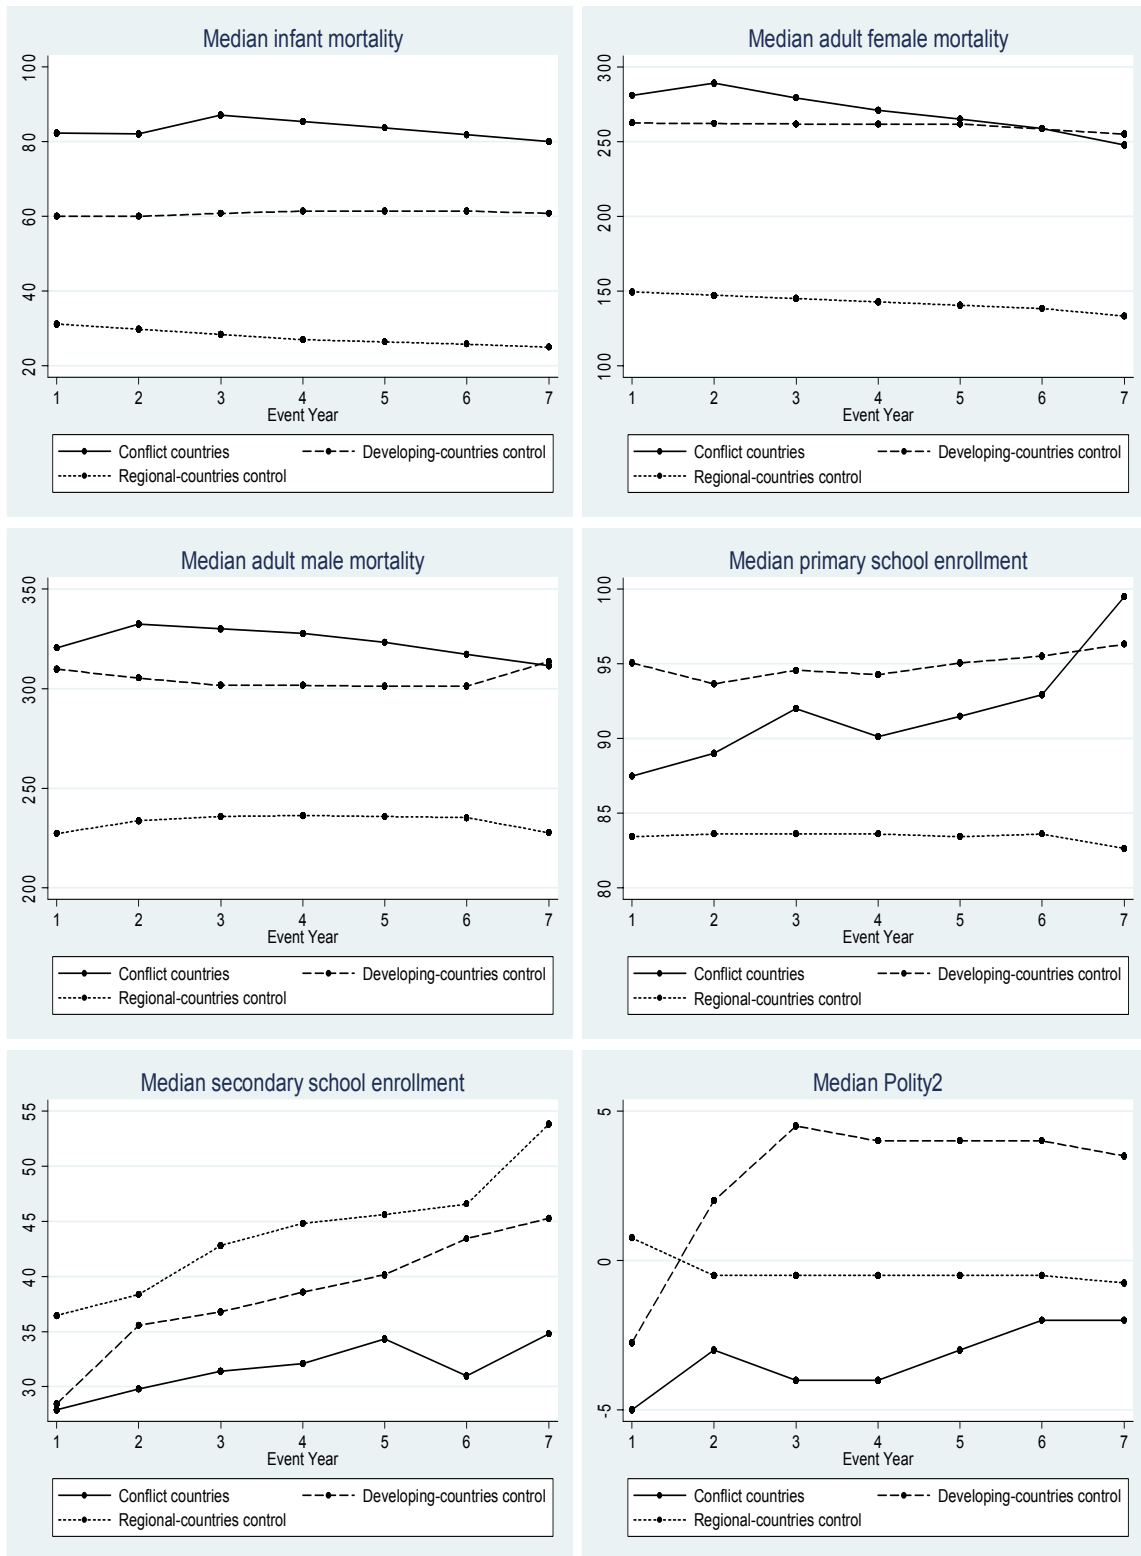 Median infant mortality
100
80
60
40
20
1 2 3 4 5 6 7
Event Year
Conflict countries Developing-countries control
Regional-countries control
Median adult female mortality
300
250
200
150
100
1 2 3 4 5 6 7
Event Year
Conflict countries Developing-countries control
Regional-countries control
Median adult male mortality
350
300
250
200
1 2 3 4 5 6 7
Event Year
Conflict countries Developing-countries control
Regional-countries control
Median primary school enrollment
100
95
90
85
80
1 2 3 4 5 6 7
Event Year
Conflict countries Developing-countries control
Regional-countries control
Median secondary school enrollment
55
50
45
40
35
30
1 2 3 4 5 6 7
Event Year
Conflict countries Developing-countries control
Regional-countries control
Median Polity2
5
0
-5
1 2 3 4 5 6 7
Event Year
Conflict countries Developing-countries control
Regional-countries control